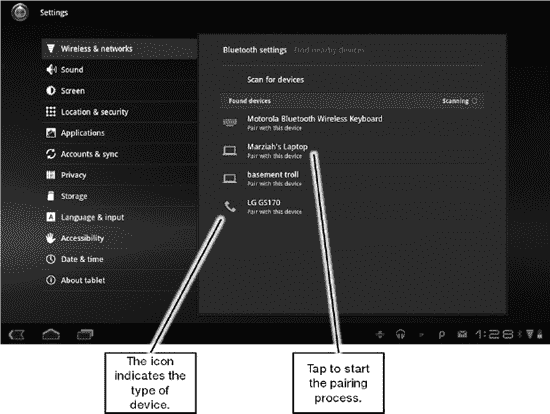 Settings
Wireless & networks
Sound
Screen
Location & security
Applications
Accounts & sync
Privacy
Storage
A Language & input
Accessibility
Date & time
About tablet
Bluetooth settings Find nearby devices
Scan for devices
Found devices Scanning
Motorola Bluetooth Wireless Keyboard
Pair with this device
Marziah's Laptop
Pair with this device
basement troll
Pair with this device
LG G5170
Pair with this device
1:28
The icon
indicates the
type of
device.
Tap to start
the pairing
process.